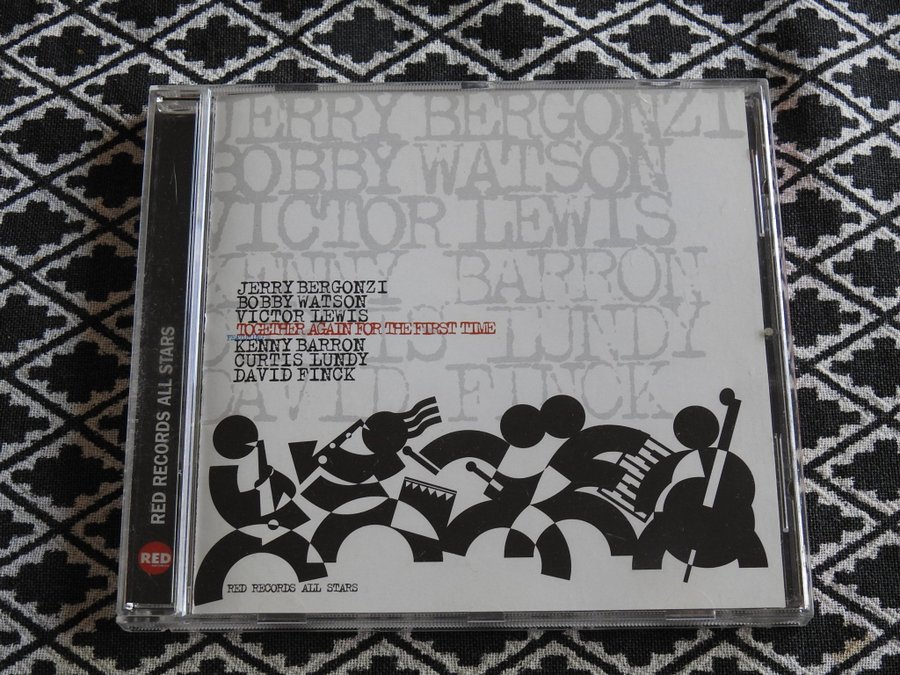 JERRY BERGONZI
BOBBY WATSON
VICTOR LEWIS
KENNY BARRON
CURTIS LUNDY
DAVID FINCK
JERRY BERGONZI
BOBBY WATSON
VICTOR LEWIS
TOGETHER AGAIN FOR THE FIRST TIME
KENNY BARRON
CURTIS LUNDY
DAVID FINCK
RED RECORDS ALL STARS
RED RECORDS ALL STARS
RED